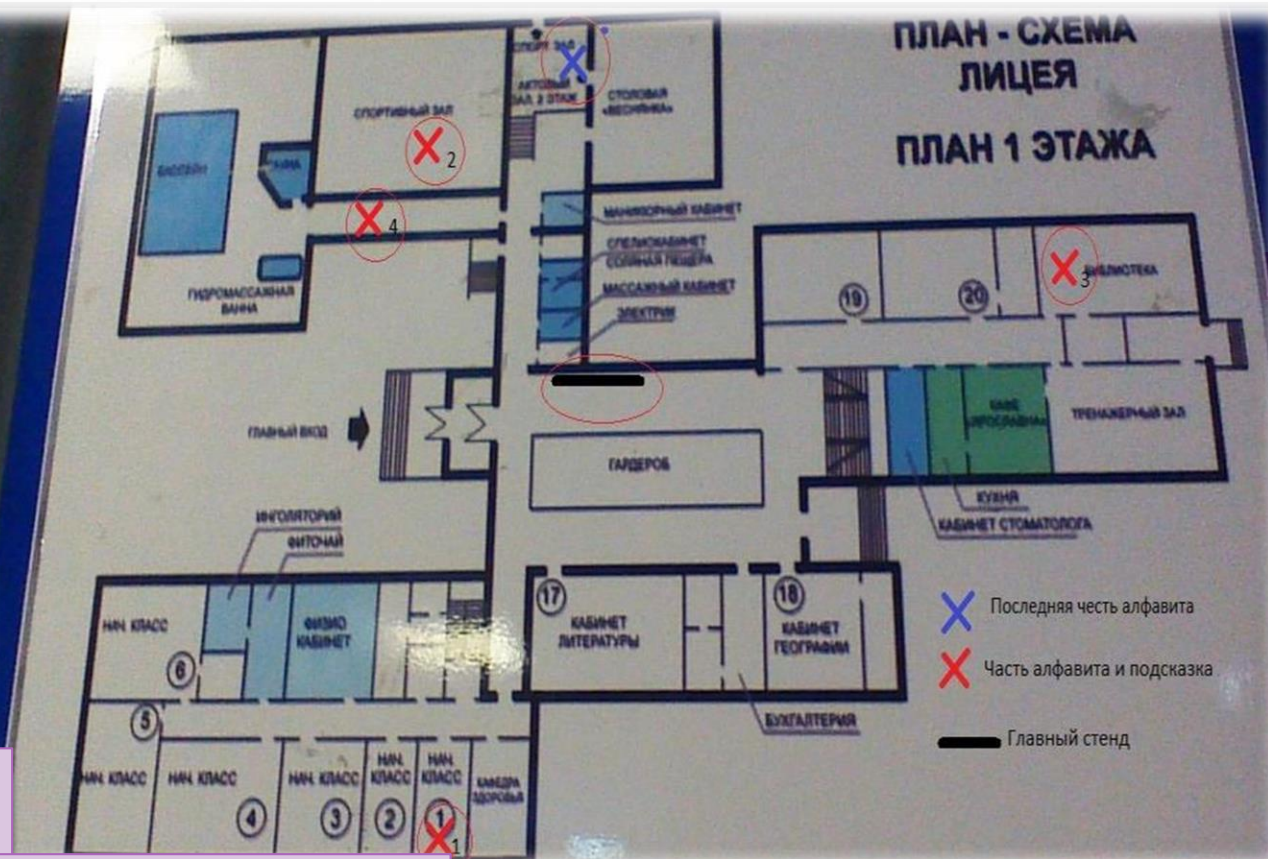 ПЛАН - СХЕМА
ЛИЦЕЯ
ПЛАН 1 ЭТАЖА
СПОРТ ЗАЛ
АКТОВЫЙ
ЗАЛ 2 ЭТАЖ
СТОЛОВАЯ
«ВЕСНЯНКА»
СПОРТИВНЫЙ ЗАЛ
2
БАССЕЙН
САУНА
4
МАНИКЮРНЫЙ КАБИНЕТ
СПЕЛИОКАБИНЕТ
СОЛЯНАЯ ПЕЩЕРА
МАССАЖНЫЙ КАБИНЕТ
ЭЛЕКТРИК
ГИДРОМАССАЖНАЯ
ВАННА
19
20
3
БИБЛИОТЕКА
ГЛАВНЫЙ ВХОД
ГАРДЕРОБ
КАФЕ
«ЯРОСЛАВНА»
ТРЕНАЖЕРНЫЙ ЗАЛ
КУХНЯ
КАБИНЕТ СТОМАТОЛОГА
ИНГОЛЯТОРИЙ
ФИТОЧАЙ
НАЧ. КЛАСС
6
ФИЗИО
КАБИНЕТ
17
КАБИНЕТ
ЛИТЕРАТУРЫ
18
КАБИНЕТ
ГЕОГРАФИИ
БУХГАЛТЕРИЯ
5
НАЧ. КЛАСС
НАЧ. КЛАСС
4
НАЧ. КЛАСС
3
НАЧ.
КЛАСС
2
НАЧ.
КЛАСС
1
1
КАФЕДРА
ЗДОРОВЬЯ
Последняя честь алфавита
Часть алфавита и подсказка
Главный стенд